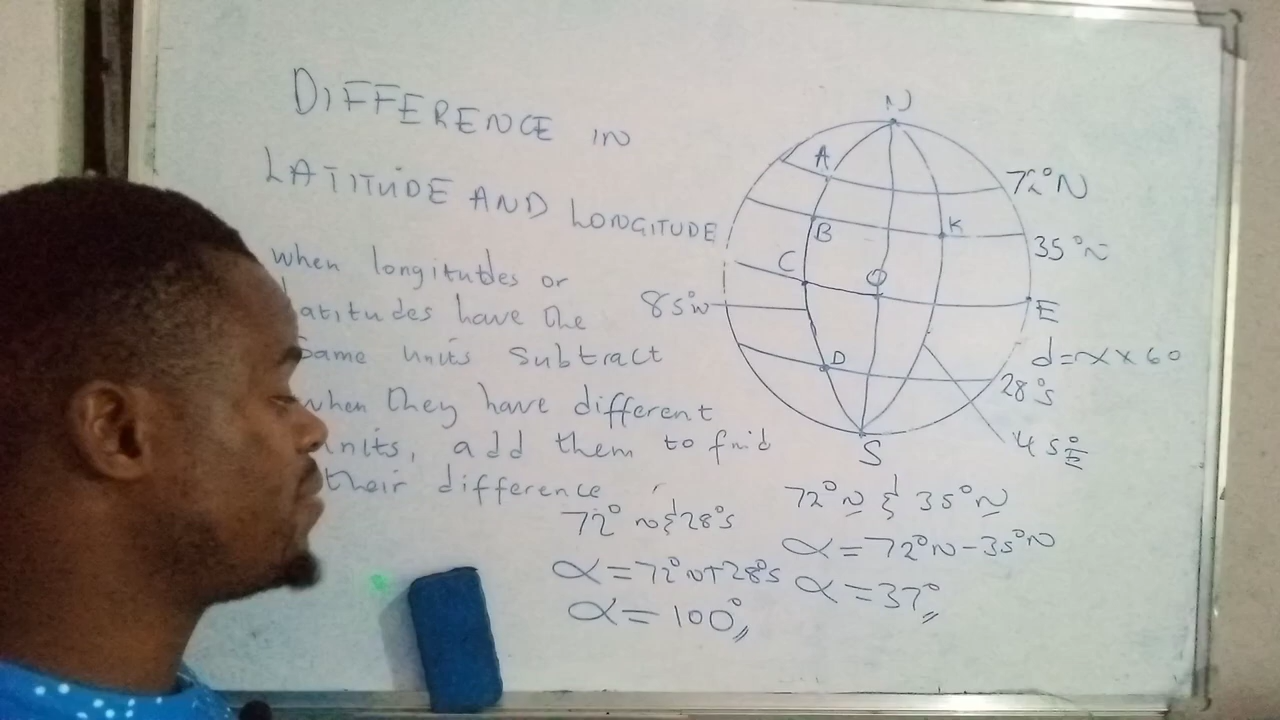 DIFFERENCE IN
LATITUDE AND LONGITUDE
when longitutdes or
Latitudes have the
Same units subtract
when they have different
units, add them to find
their difference
72° N & 28°S
α = 72°N + 28°S
α = 100°
N
A
72°N
B
K
35°N
C
O
85°W
E
d = α x 60
D
28°S
45°E
S
72°N & 35°N
α = 72°N - 35°N
α = 37°